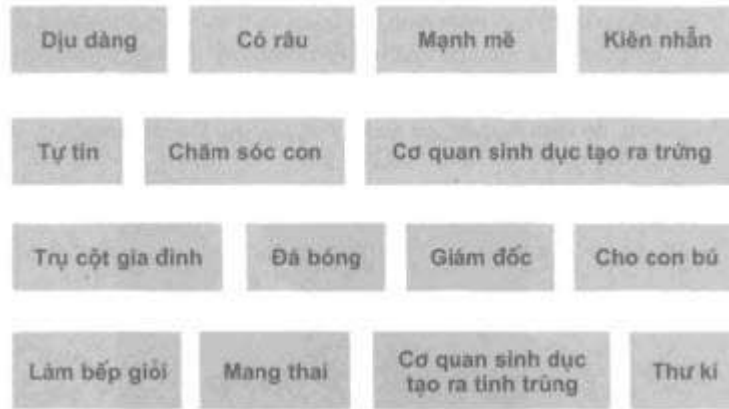 Dịu dàng Có râu Mạnh mẽ Kiên nhẫn
Tự tin Chăm sóc con Cơ quan sinh dục tạo ra trứng
Trụ cột gia đình Đá bóng Giám đốc Cho con bú
Làm bếp giỏi Mang thai Cơ quan sinh dục tạo ra tinh trùng Thư kí